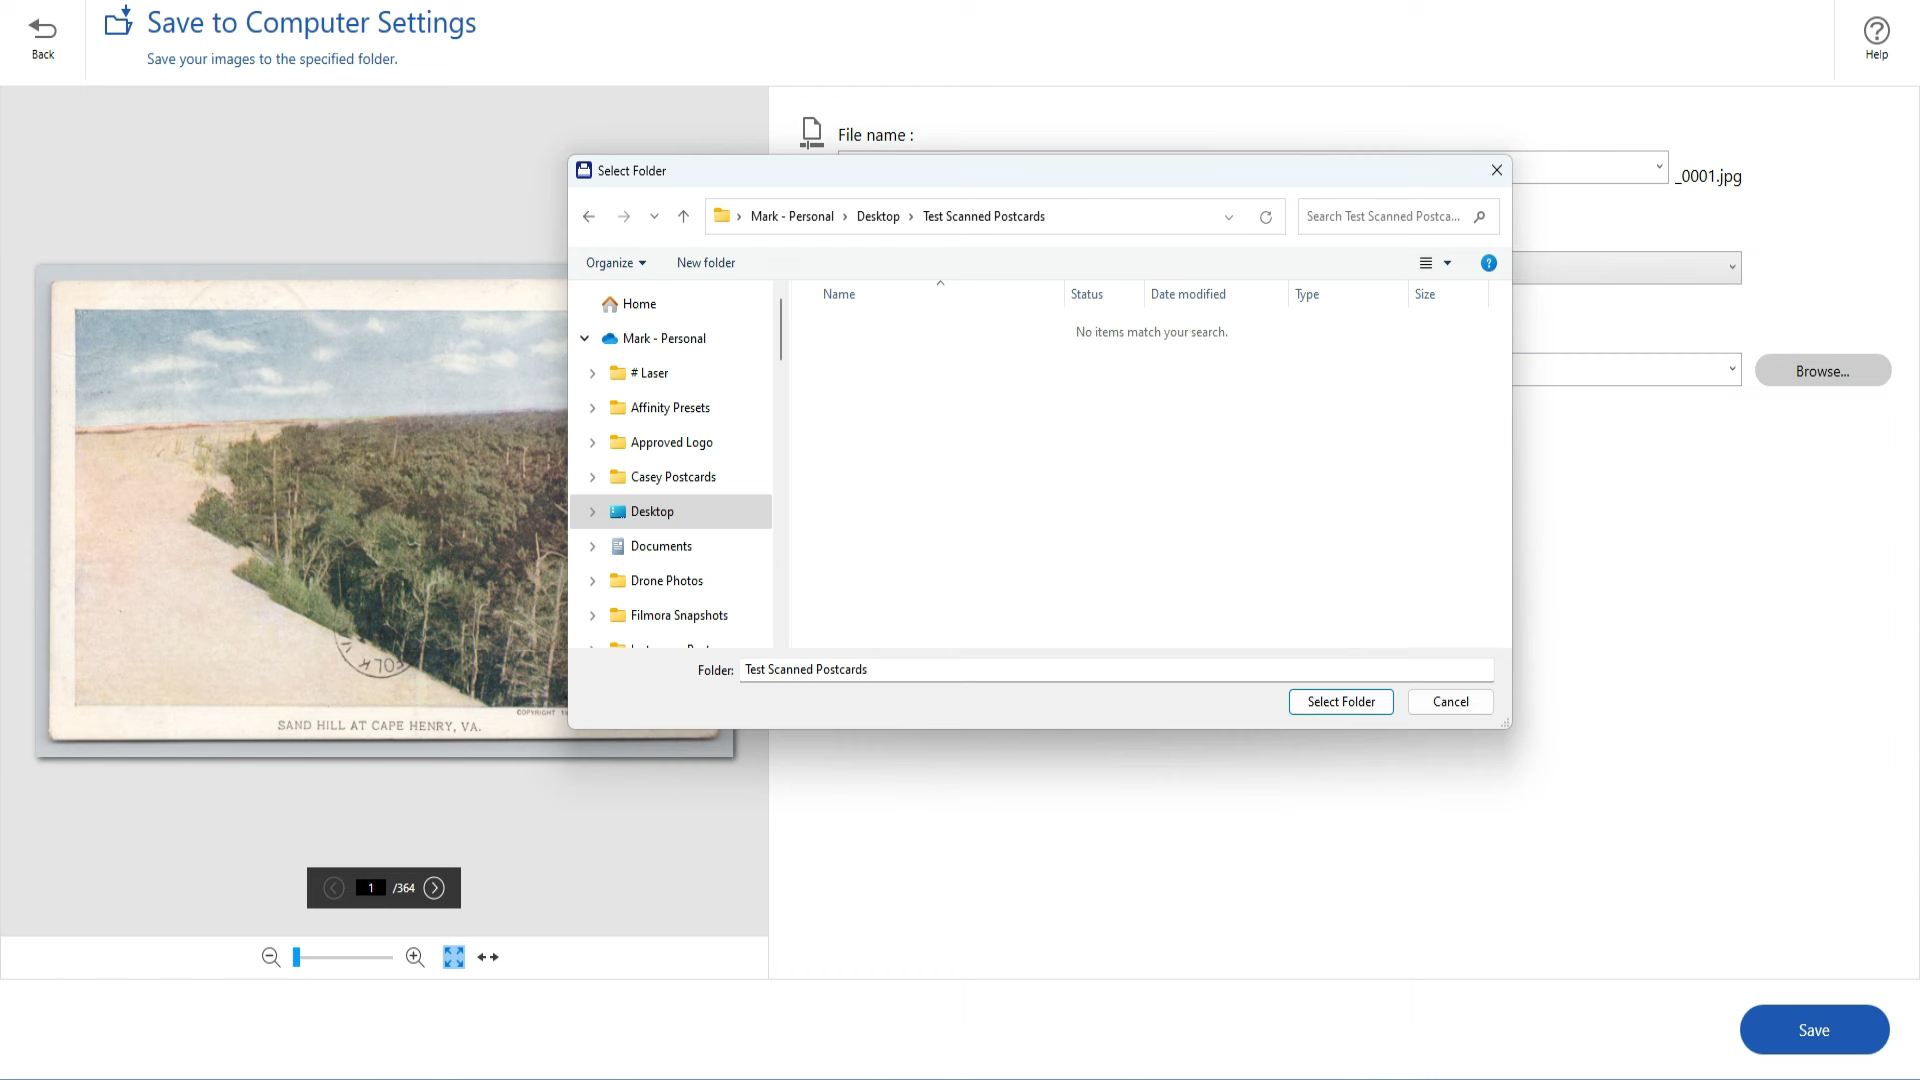 Back
Save to Computer Settings
Save your images to the specified folder.
Help
File name :
_0001.jpg
Select Folder
Mark - Personal > Desktop > Test Scanned Postcards
Search Test Scanned Postca...
Organize
New folder
Name
Status
Date modified
Type
Size
No items match your search.
Home
Mark - Personal
# Laser
Affinity Presets
Approved Logo
Casey Postcards
Desktop
Documents
Drone Photos
Filmora Snapshots
Folder: Test Scanned Postcards
Select Folder
Cancel
Browse...
COPYRIGHT
SAND HILL AT CAPE HENRY, VA.
1 /364
Save